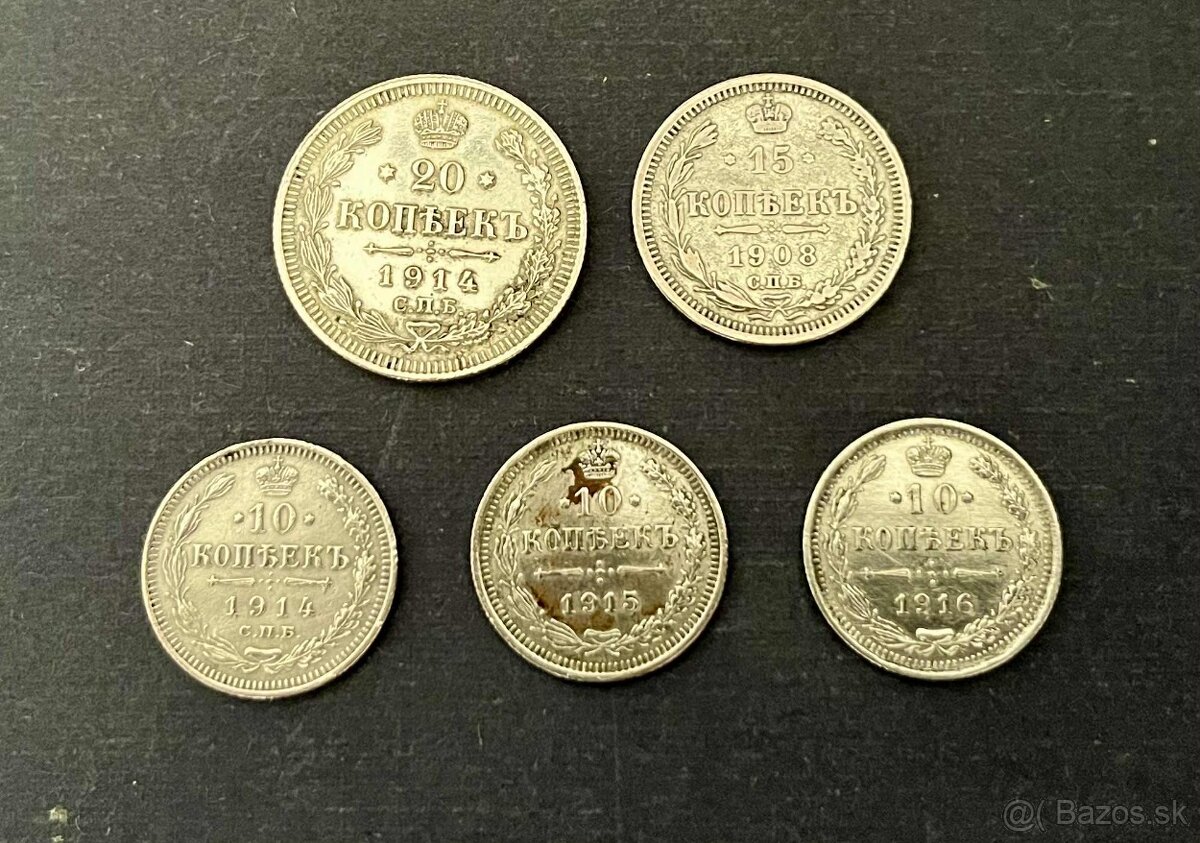 * 20 *
КОПѢЕКЪ
1914
С.П.Б.
* 15 *
КОПѢЕКЪ
1908
С.П.Б.
* 10 *
КОПѢЕКЪ
1914
С.П.Б.
* 10 *
КОПѢЕКЪ
1915
* 10 *
КОПѢЕКЪ
1916
@( Bazos.sk